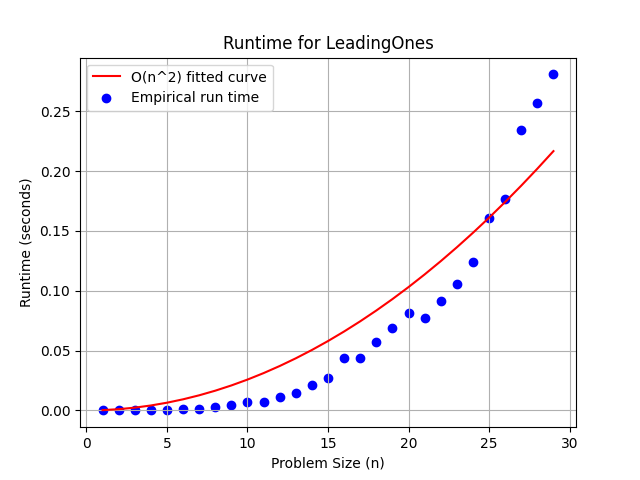 Runtime for LeadingOnes
O(n^2) fitted curve
Empirical run time
Runtime (seconds)
0.25
0.20
0.15
0.10
0.05
0.00
0 5 10 15 20 25 30
Problem Size (n)